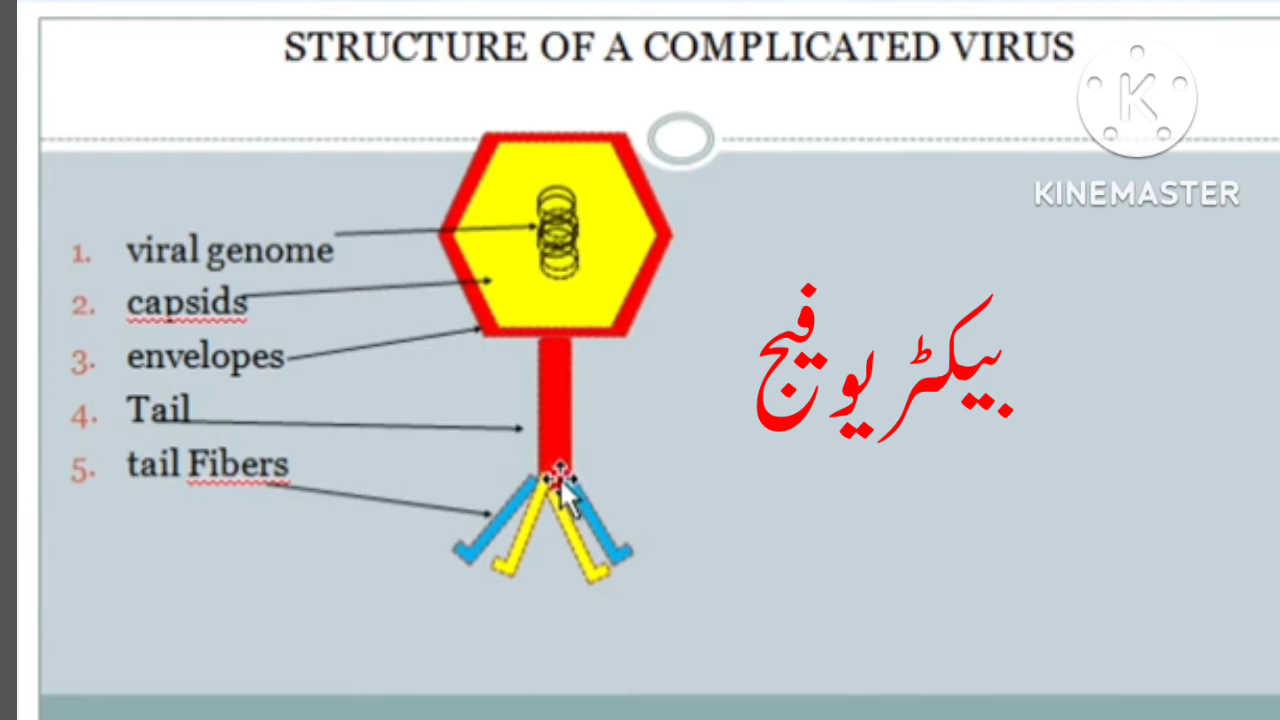 STRUCTURE OF A COMPLICATED VIRUS
K
KINEMASTER
1. viral genome
2. capsids
3. envelopes
4. Tail
5. tail Fibers
بیکٹریوفیج